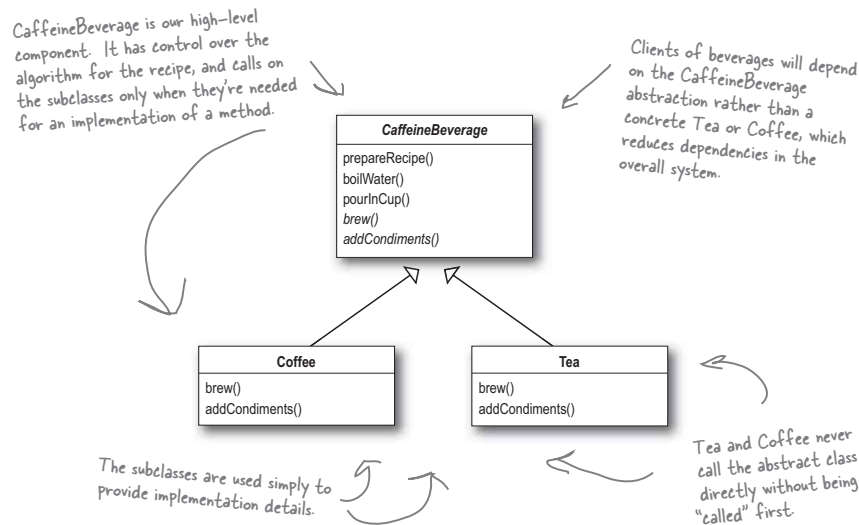 CaffeineBeverage is our high-level
component. It has control over the
algorithm for the recipe, and calls on
the subclasses only when they're needed
for an implementation of a method.
Clients of beverages will depend
on the CaffeineBeverage
abstraction rather than a
concrete Tea or Coffee, which
reduces dependencies in the
overall system.
CaffeineBeverage
prepareRecipe()
boilWater()
pourInCup()
brew()
addCondiments()
Coffee
brew()
addCondiments()
Tea
brew()
addCondiments()
The subclasses are used simply to
provide implementation details.
Tea and Coffee never
call the abstract class
directly without being
"called" first.